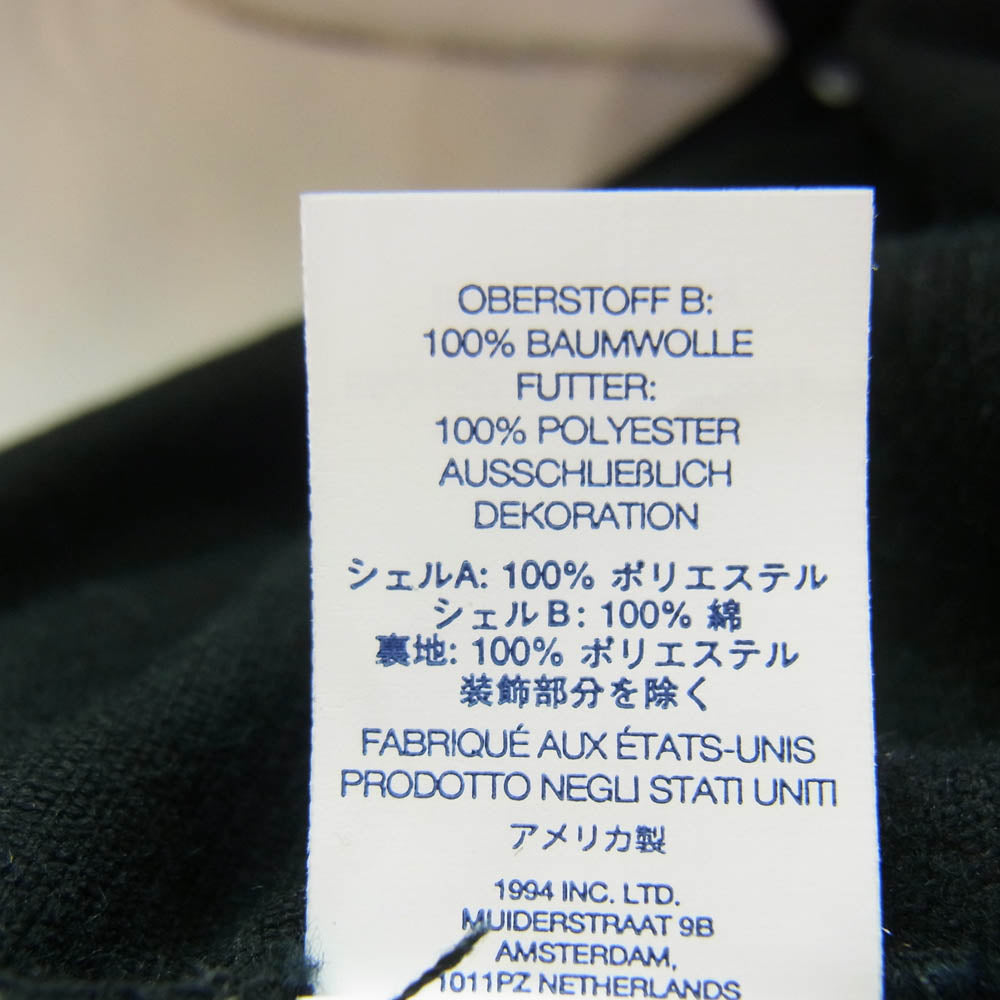 OBERSTOFF B:
100% BAUMWOLLE
FUTTER:
100% POLYESTER
AUSSCHLIEßLICH
DEKORATION
シェルA: 100% ポリエステル
シェルB: 100% 綿
裏地: 100% ポリエステル
装飾部分を除く
FABRIQUÉ AUX ÉTATS-UNIS
PRODOTTO NEGLI STATI UNITI
アメリカ製
1994 INC. LTD.
MUIDERSTRAAT 9B
AMSTERDAM,
1011PZ NETHERLANDS